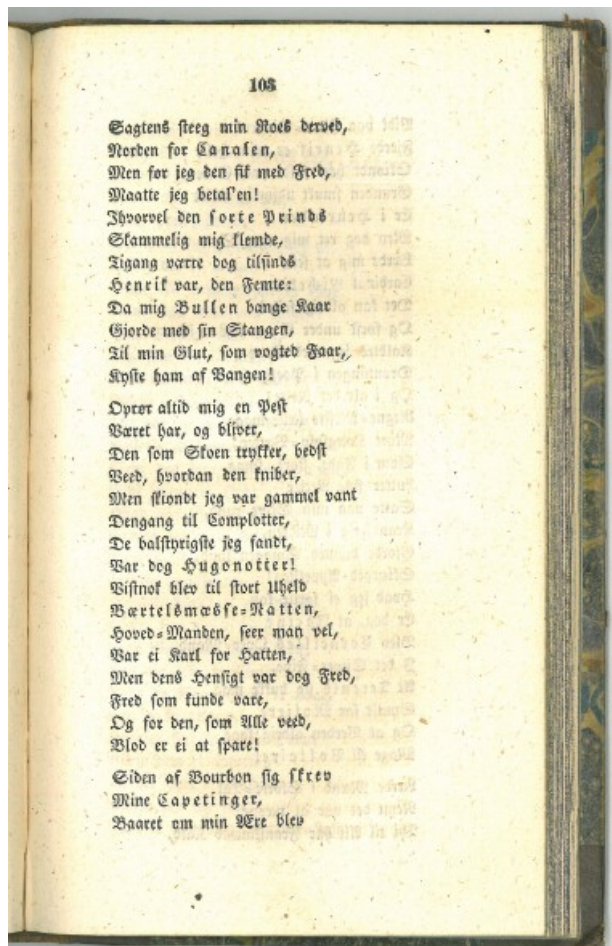 103
Sagtens steeg min Roes derved,
Norden for Canalen,
Men før jeg den fik med Fred,
Maatte jeg betal'en!
Ihvorvel den sorte Prinds
Skammelig mig klemde,
Tigang værre dog tilsinds
Henrik var, den Femte:
Da mig Bullen bange Kaar
Gjorde med sin Stangen,
Til min Glut, som vogted Faar,
Kyste ham af Vangen!
Oprør altid mig en Pest
Været har, og bliver,
Den som Skoen trykker, bedst
Veed, hvordan den kniber,
Men skiondt jeg var gammel vant
Dengang til Complotter,
De balstyrigste jeg fandt,
Var dog Hugonotter!
Vistnok blev til stort Uheld
Bærtelsmæsse-Natten,
Hoved-Manden, seer man vel,
Var ei Karl for Hatten,
Men dens Hensigt var dog Fred,
Fred som kunde vare,
Og for den, som Alle veed,
Blod er ei at spare!
Siden af Bourbon sig skrev
Mine Capetinger,
Baaret om min Ære blev